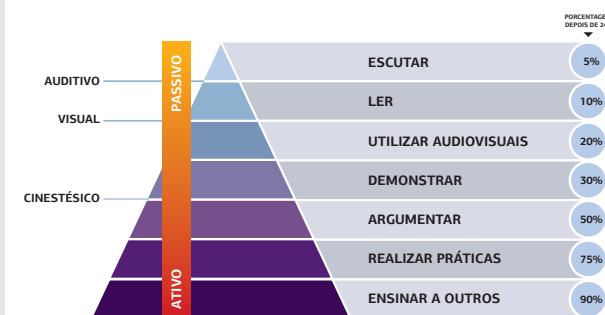 PORCENTAGE
DEPOIS DE 24
ESCUTAR
5%
AUDITIVO
PASSIVO
LER
10%
VISUAL
UTILIZAR AUDIOVISUAIS
20%
DEMONSTRAR
30%
CINESTÉSICO
ARGUMENTAR
50%
REALIZAR PRÁTICAS
75%
ATIVO
ENSINAR A OUTROS
90%